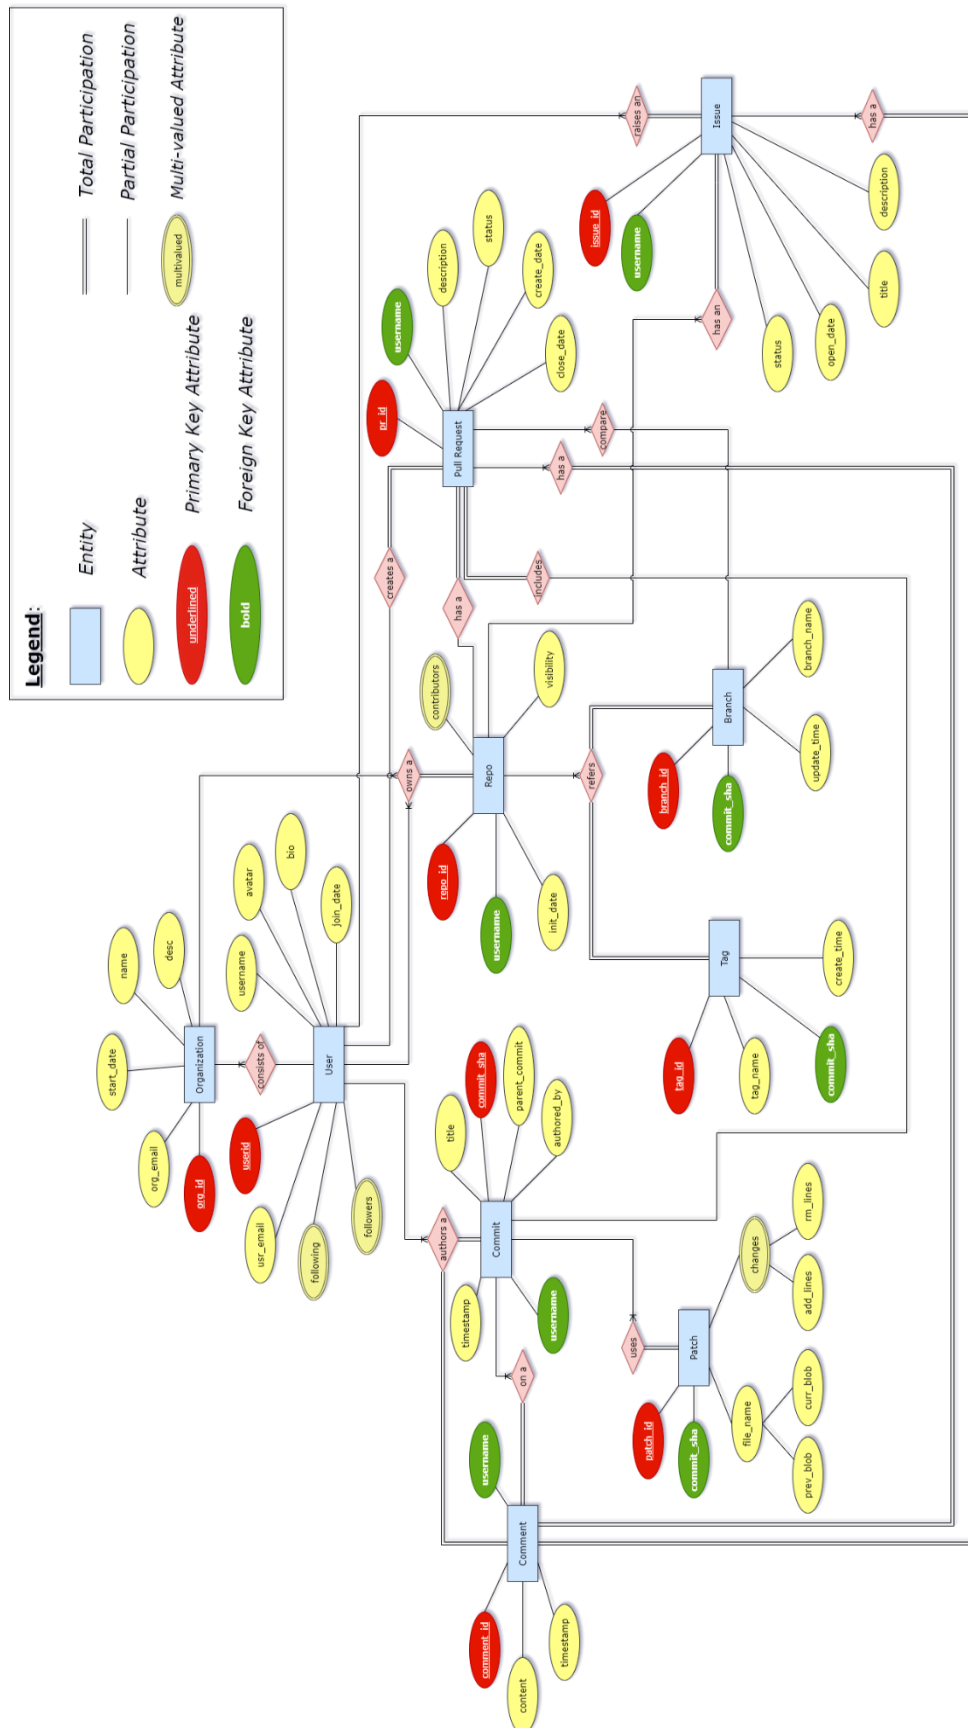 Legend:
Entity
Total Participation
Attribute
Partial Participation
underlined
Primary Key Attribute
multivalued
Multi-valued Attribute
bold
Foreign Key Attribute
start_date
name
org_email
desc
org_id
Organization
consists of
userid
username
avatar
usr_email
bio
following
User
join_date
followers
creates a
pr_id
username
description
status
authors a
owns a
has a
Pull Request
create_date
title
repo_id
contributors
close_date
timestamp
Commit
commit_sha
Repo
includes
has a
compare
username
parent_commit
username
visibility
on a
authored_by
init_date
refers
raises an
comment_id
username
issue_id
content
Comment
username
timestamp
uses
Issue
has an
patch_id
Patch
tag_id
Tag
branch_id
Branch
status
commit_sha
tag_name
commit_sha
open_date
file_name
changes
commit_sha
update_time
branch_name
title
prev_blob
curr_blob
add_lines
rm_lines
create_time
description
has a